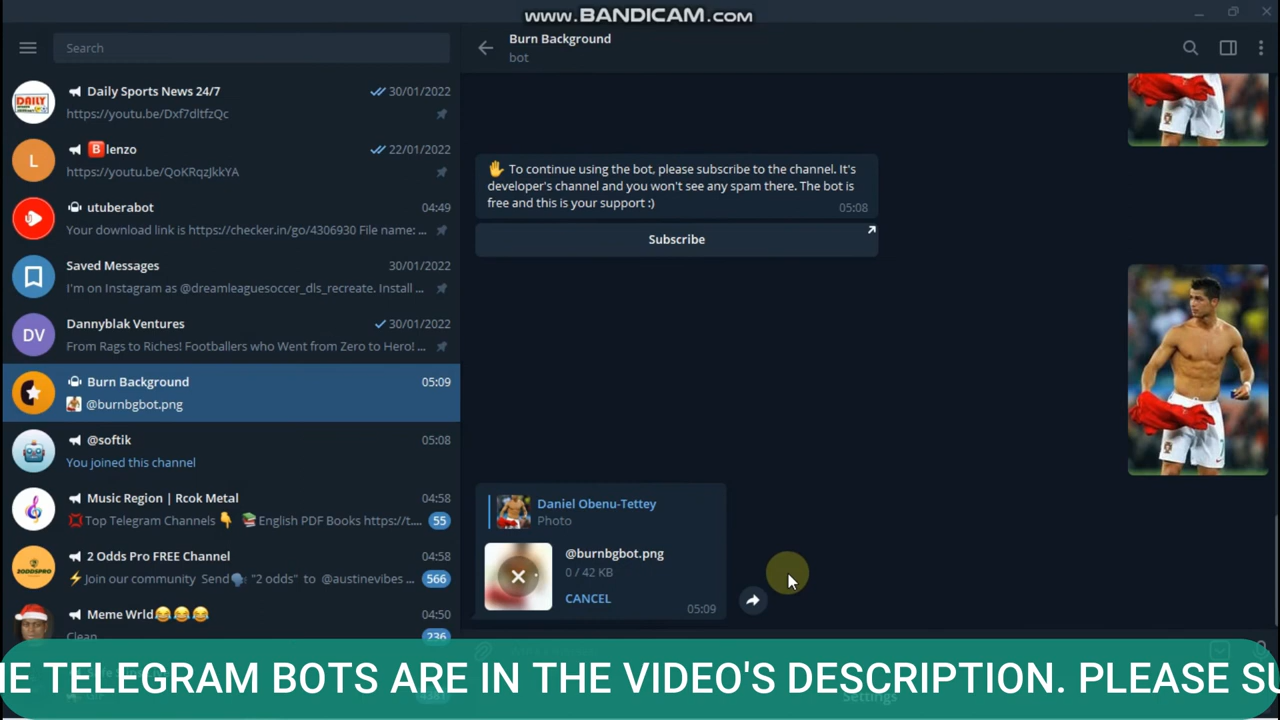 www.BANDICAM.com
Search
Burn Background
bot
Daily Sports News 24/7
30/01/2022
https://youtu.be/Dxf7dltfzQc
DAILY
L
🅱lenzo
22/01/2022
https://youtu.be/QoKRqzJkkYA
utuberabot
04:49
Your download link is https://checker.in/go/4306930 File name: ...
Saved Messages
30/01/2022
I'm on Instagram as @dreamleaguesoccer_dls_recreate. Install ...
DV
Dannyblak Ventures
30/01/2022
From Rags to Riches! Footballers who Went from Zero to Hero! ...
Burn Background
05:09
@burnbgbot.png
@softik
05:08
You joined this channel
Music Region | Rcok Metal
04:58
💢Top Telegram Channels 👇 📚English PDF Books https://t....
55
2ODDSPRO
2 Odds Pro FREE Channel
04:58
⚡Join our community Send🗣 "2 odds" to @austinevibes ...
566
Meme Wrld😂😂😂
04:50
Clean
236
✋ To continue using the bot, please subscribe to the channel. It's
developer's channel and you won't see any spam there. The bot is
free and this is your support :)
05:08
Subscribe
Daniel Obenu-Tettey
Photo
@burnbgbot.png
0 / 42 KB
CANCEL
05:09
TELEGRAM BOTS ARE IN THE VIDEO'S DESCRIPTION. PLEASE
Settings